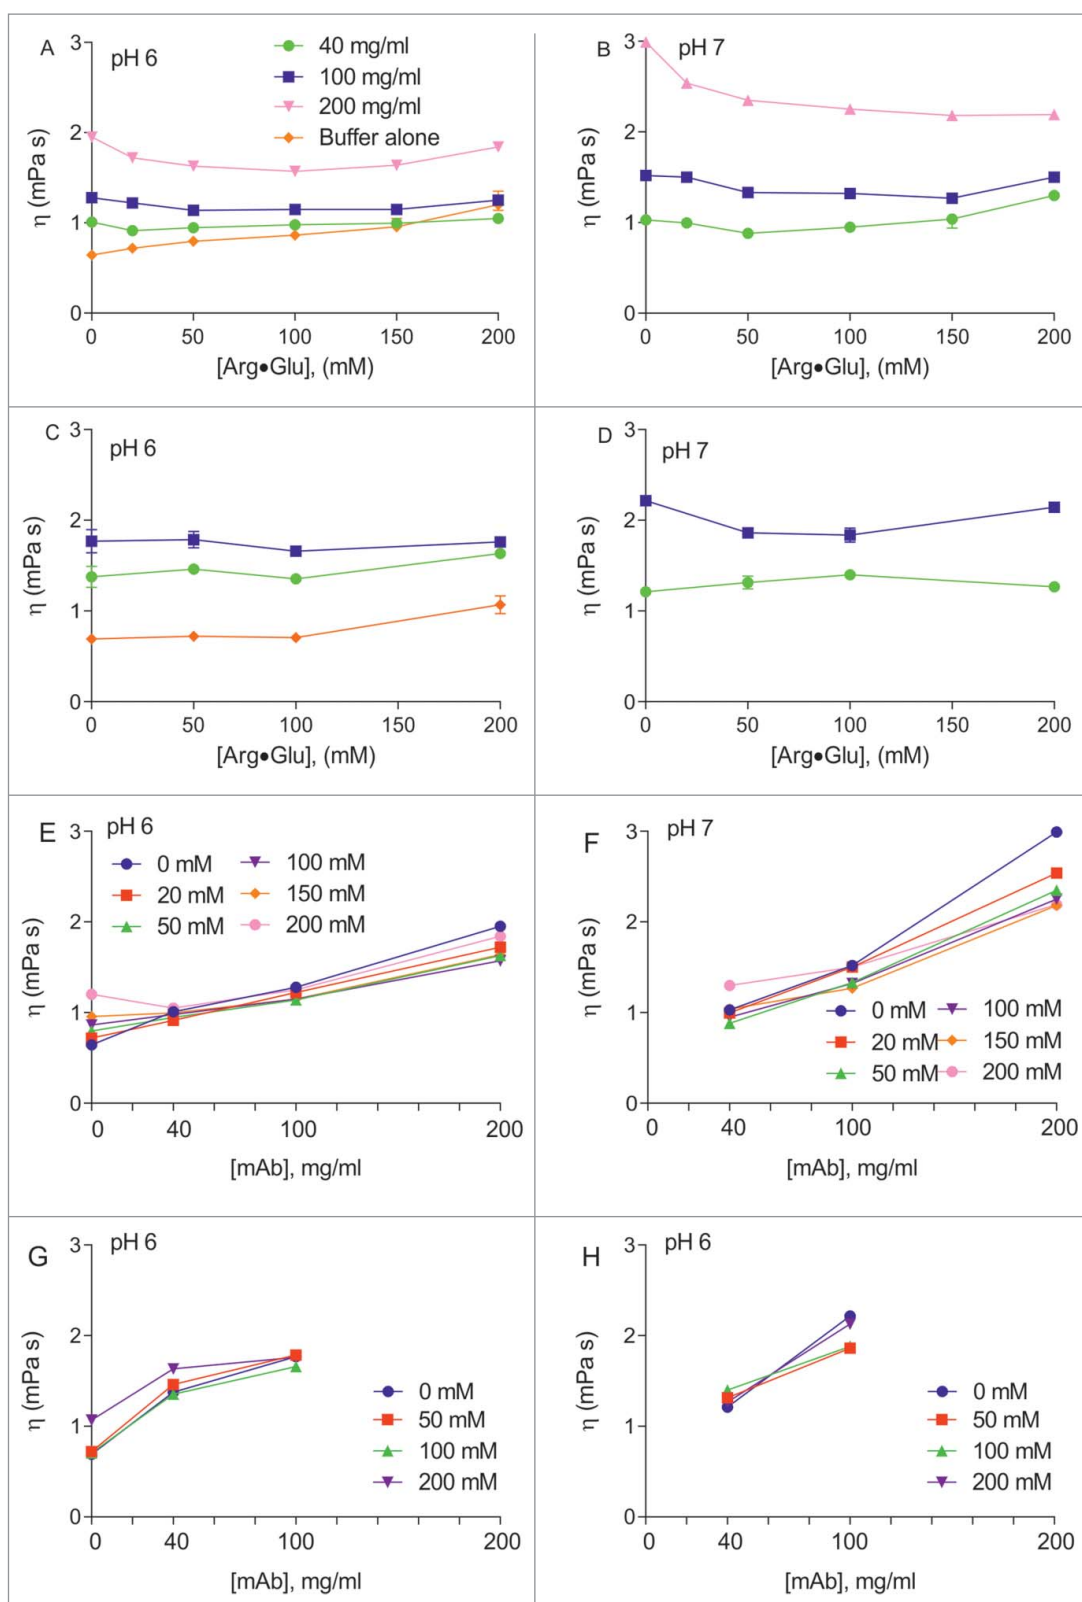 A
pH 6
40 mg/ml
100 mg/ml
200 mg/ml
Buffer alone
3
2
1
0
η (mPa s)
0 50 100 150 200
[Arg●Glu], (mM)
B
pH 7
3
2
1
0
η (mPa s)
0 50 100 150 200
[Arg●Glu], (mM)
C
pH 6
3
2
1
0
η (mPa s)
0 50 100 150 200
[Arg●Glu], (mM)
D
pH 7
3
2
1
0
η (mPa s)
0 50 100 150 200
[Arg●Glu], (mM)
E
pH 6
0 mM 100 mM
20 mM 150 mM
50 mM 200 mM
3
2
1
0
η (mPa s)
0 40 100 200
[mAb], mg/ml
F
pH 7
3
2
1
0
η (mPa s)
0 mM 100 mM
20 mM 150 mM
50 mM 200 mM
0 40 100 200
[mAb], mg/ml
G
pH 6
3
2
1
0
η (mPa s)
0 mM
50 mM
100 mM
200 mM
0 40 100 200
[mAb], mg/ml
H
pH 6
3
2
1
0
η (mPa s)
0 mM
50 mM
100 mM
200 mM
0 40 100 200
[mAb], mg/ml